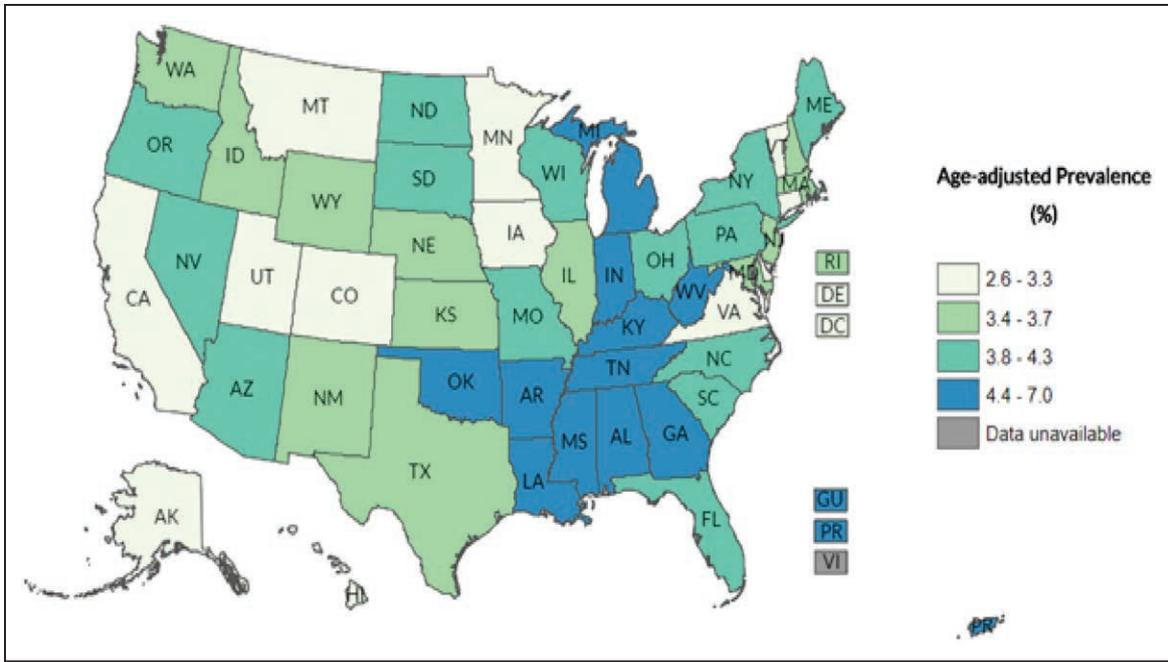 WA
MT
ND
MN
ME
OR
ID
SD
WI
MI
NY
MA
WY
IA
PA
NJ
NE
NV
UT
CO
IL
IN
OH
MD
WV
VA
CA
KS
MO
KY
AZ
NM
OK
AR
TN
NC
SC
TX
MS
AL
GA
LA
FL
AK
HI
RI
DE
DC
GU
PR
VI
PR
Age-adjusted Prevalence
(%)
2.6 - 3.3
3.4 - 3.7
3.8 - 4.3
4.4 - 7.0
Data unavailable